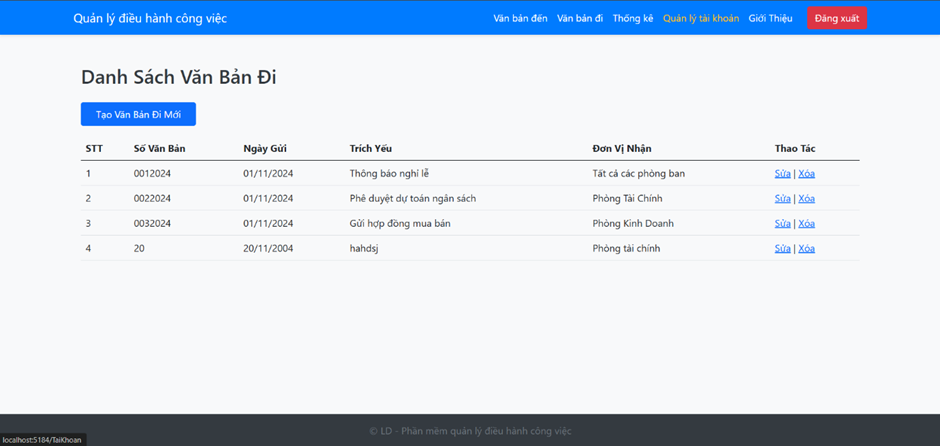 Quản lý điều hành công việc Văn bản đến Văn bản đi Thống kê Quản lý tài khoản Giới Thiệu Đăng xuất
Danh Sách Văn Bản Đi
Tạo Văn Bản Đi Mới
STT Số Văn Bản Ngày Gửi Trích Yếu Đơn Vị Nhận Thao Tác
1 0012024 01/11/2024 Thông báo nghỉ lễ Tất cả các phòng ban Sửa | Xóa
2 0022024 01/11/2024 Phê duyệt dự toán ngân sách Phòng Tài Chính Sửa | Xóa
3 0032024 01/11/2024 Gửi hợp đồng mua bán Phòng Kinh Doanh Sửa | Xóa
4 20 20/11/2004 hahdsj Phòng tài chính Sửa | Xóa
© LD - Phần mềm quản lý điều hành công việc
localhost:5184/TaiKhoan